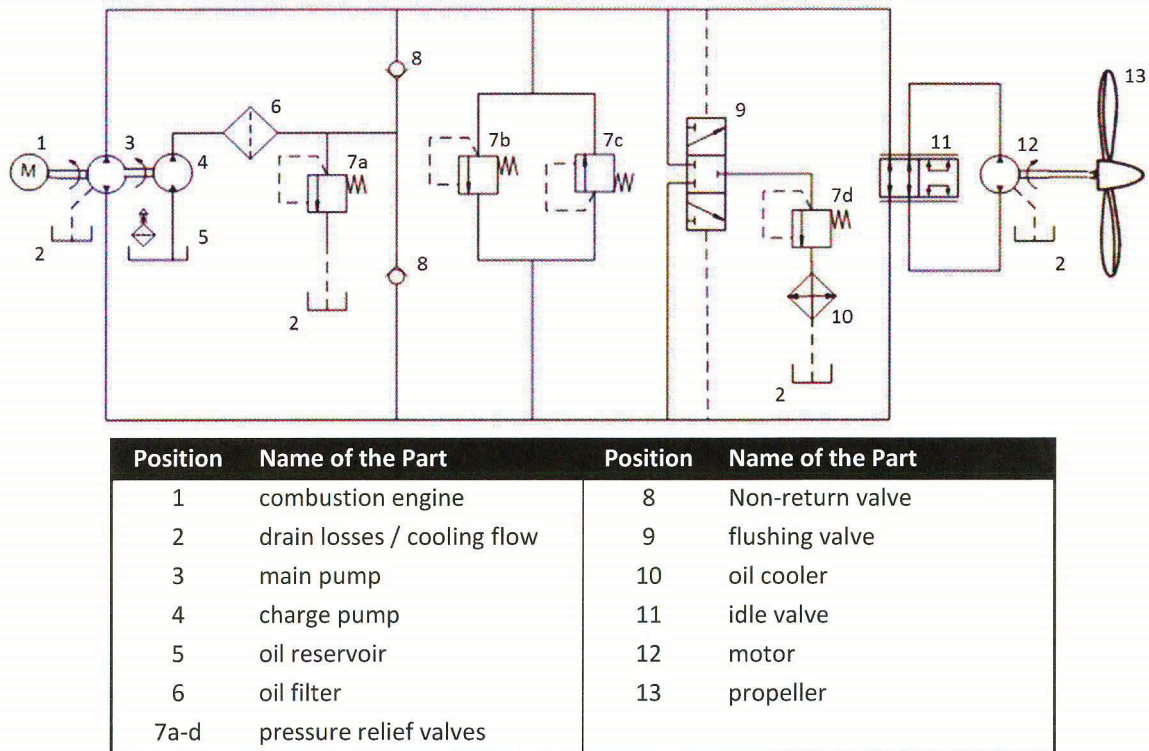 8
13
6
9
1
3
4
7a
7b
7c
11
12
M
7d
5
2
8
2
10
2
2
Position Name of the Part Position Name of the Part
1 combustion engine 8 Non-return valve
2 drain losses / cooling flow 9 flushing valve
3 main pump 10 oil cooler
4 charge pump 11 idle valve
5 oil reservoir 12 motor
6 oil filter 13 propeller
7a-d pressure relief valves